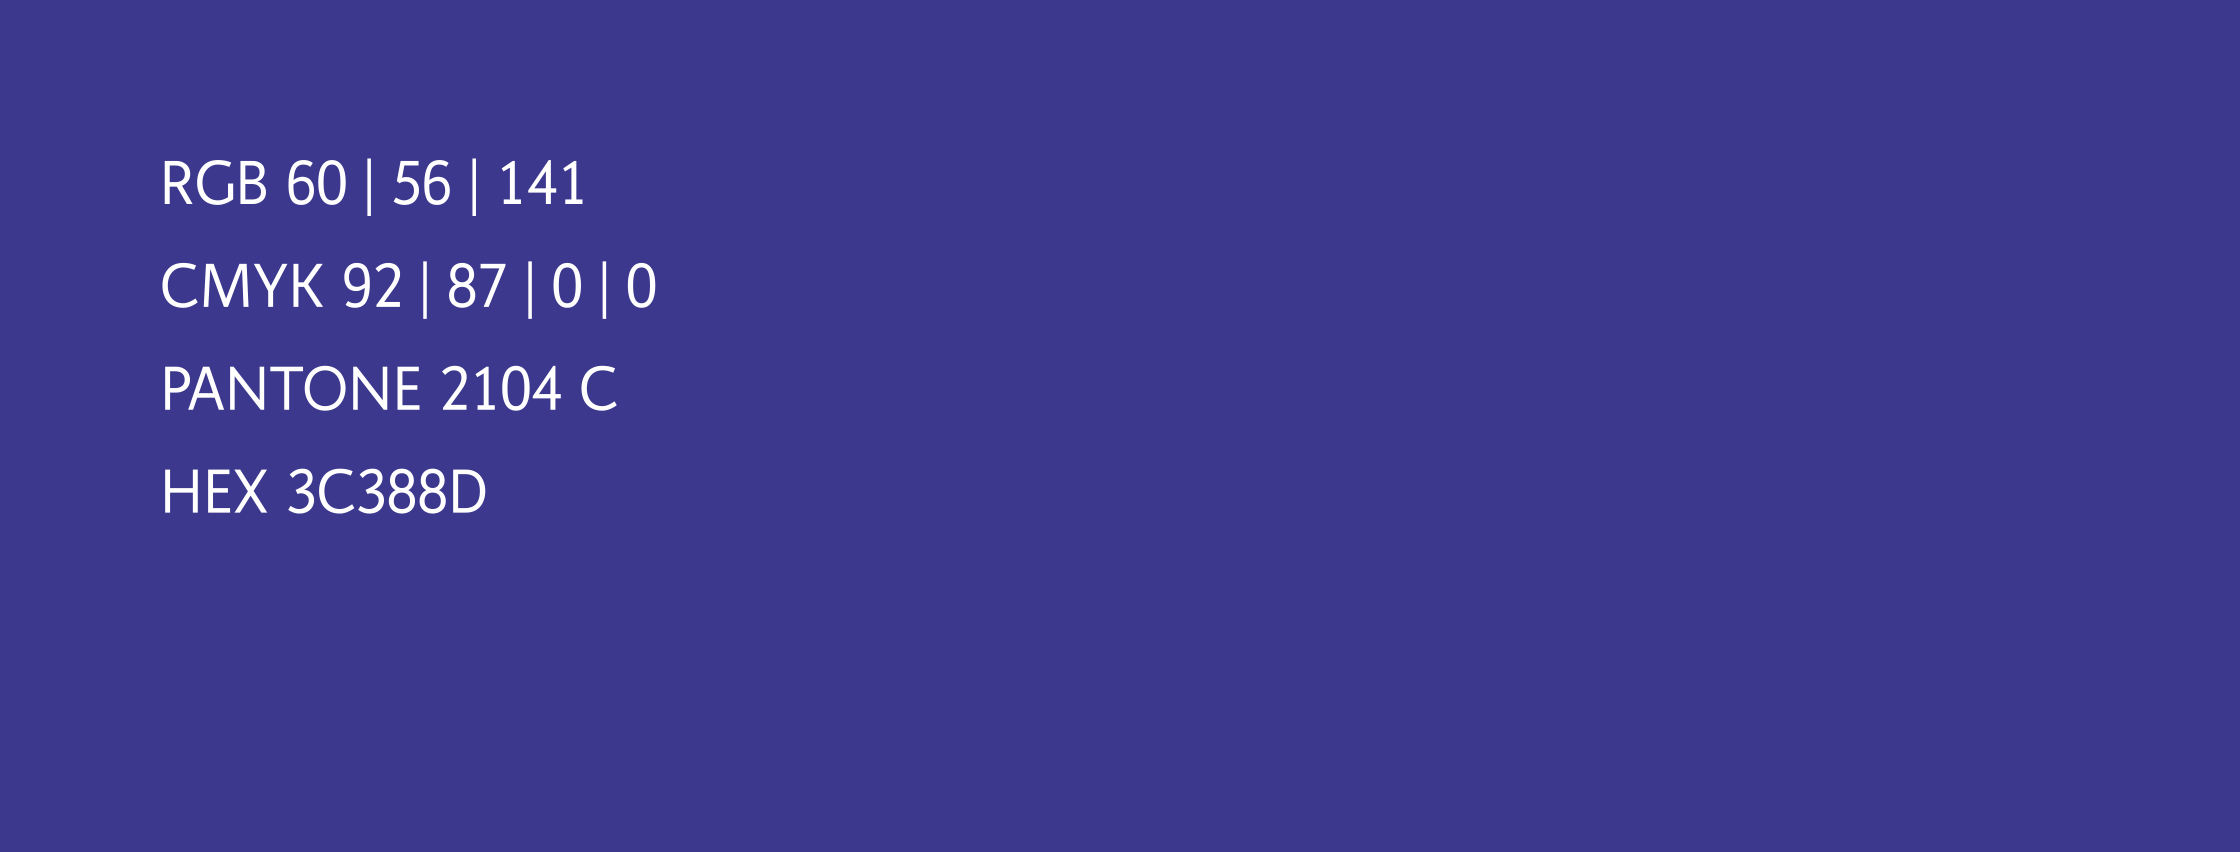 RGB 60 | 56 | 141
CMYK 92 | 87 | 0 | 0
PANTONE 2104 C
HEX 3C388D